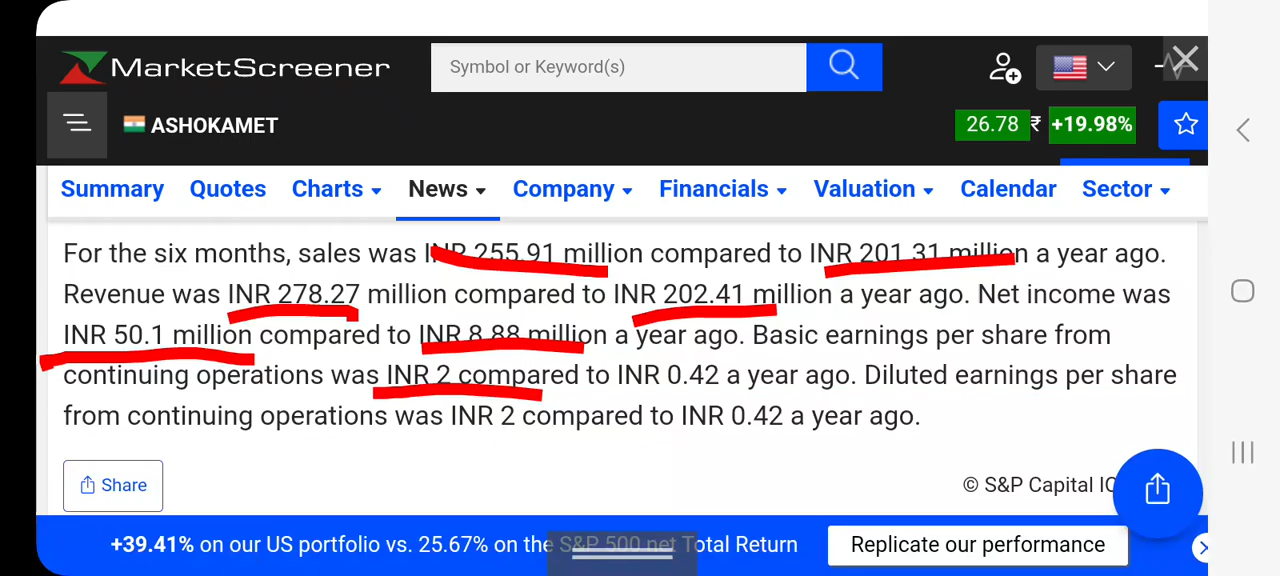 MarketScreener
Symbol or Keyword(s)
ASHOKAMET
26.78 ₹ +19.98%
Summary Quotes Charts News Company Financials Valuation Calendar Sector
For the six months, sales was INR 255.91 million compared to INR 201.31 million a year ago.
Revenue was INR 278.27 million compared to INR 202.41 million a year ago. Net income was
INR 50.1 million compared to INR 8.88 million a year ago. Basic earnings per share from
continuing operations was INR 2 compared to INR 0.42 a year ago. Diluted earnings per share
from continuing operations was INR 2 compared to INR 0.42 a year ago.
Share
© S&P Capital IQ
+39.41% on our US portfolio vs. 25.67% on the S&P 500 net Total Return
Replicate our performance